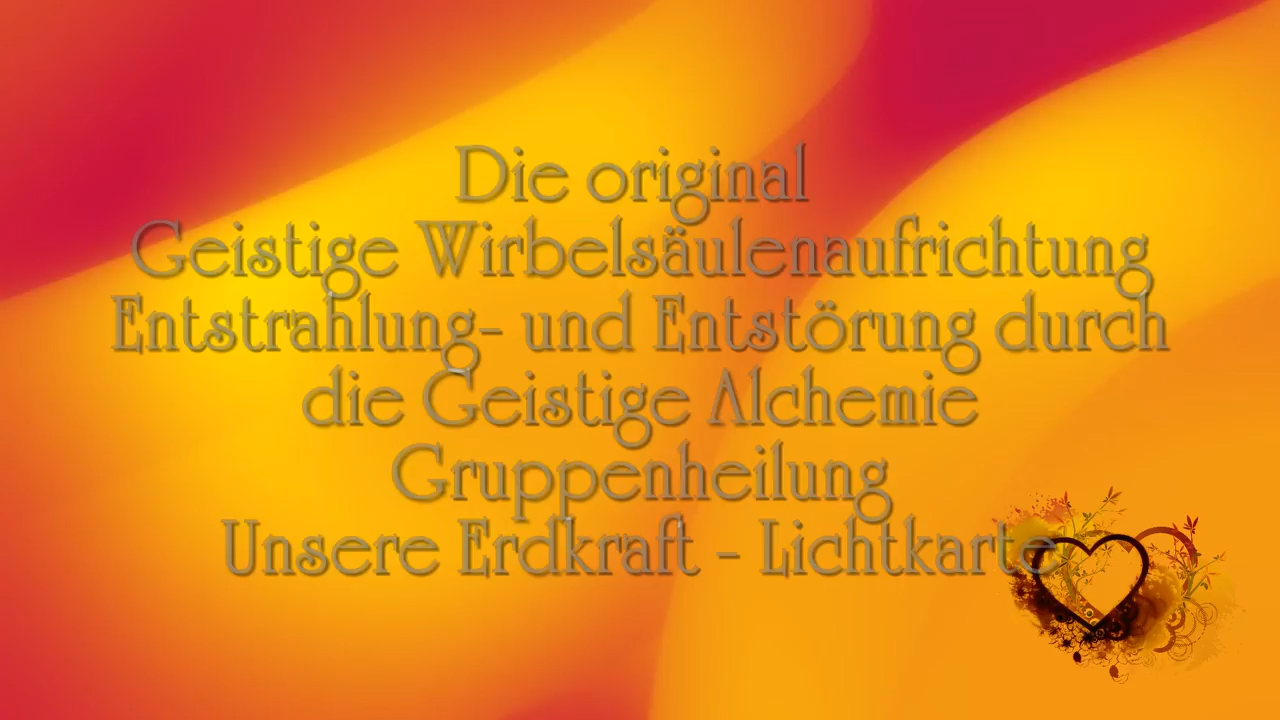 Die original
Geistige Wirbelsäulenaufrichtung
Entstrahlung- und Entstörung durch
die Geistige Alchemie
Gruppenheilung
Unsere Erdkraft - Lichtkarte